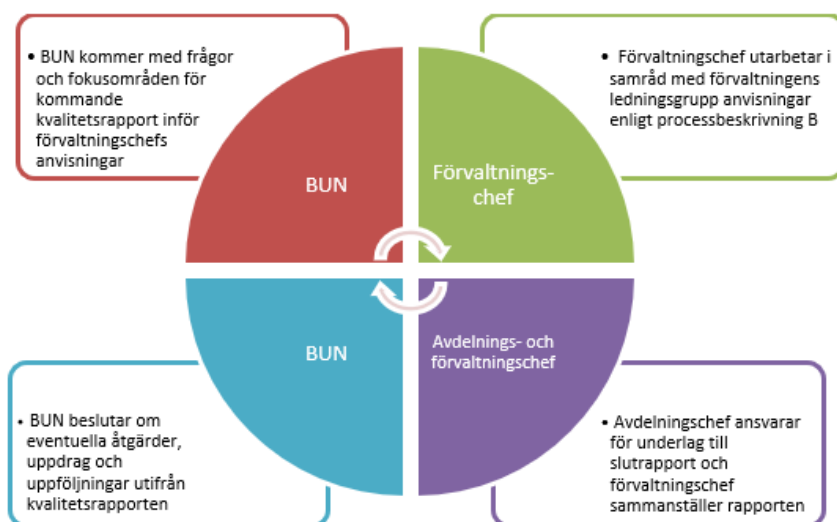 • BUN kommer med frågor
och fokusområden för
kommande
kvalitetsrapport inför
förvaltningschefs
anvisningar
BUN
Förvaltnings-
chef
• Förvaltningschef utarbetar i
samråd med förvaltningens
ledningsgrupp anvisningar
enligt processbeskrivning B
BUN
Avdelnings- och
förvaltningschef
• BUN beslutar om
eventuella åtgärder,
uppdrag och
uppföljningar utifrån
kvalitetsrapporten
• Avdelningschef ansvarar
för underlag till
slutrapport och
förvaltningschef
sammanställer rapporten